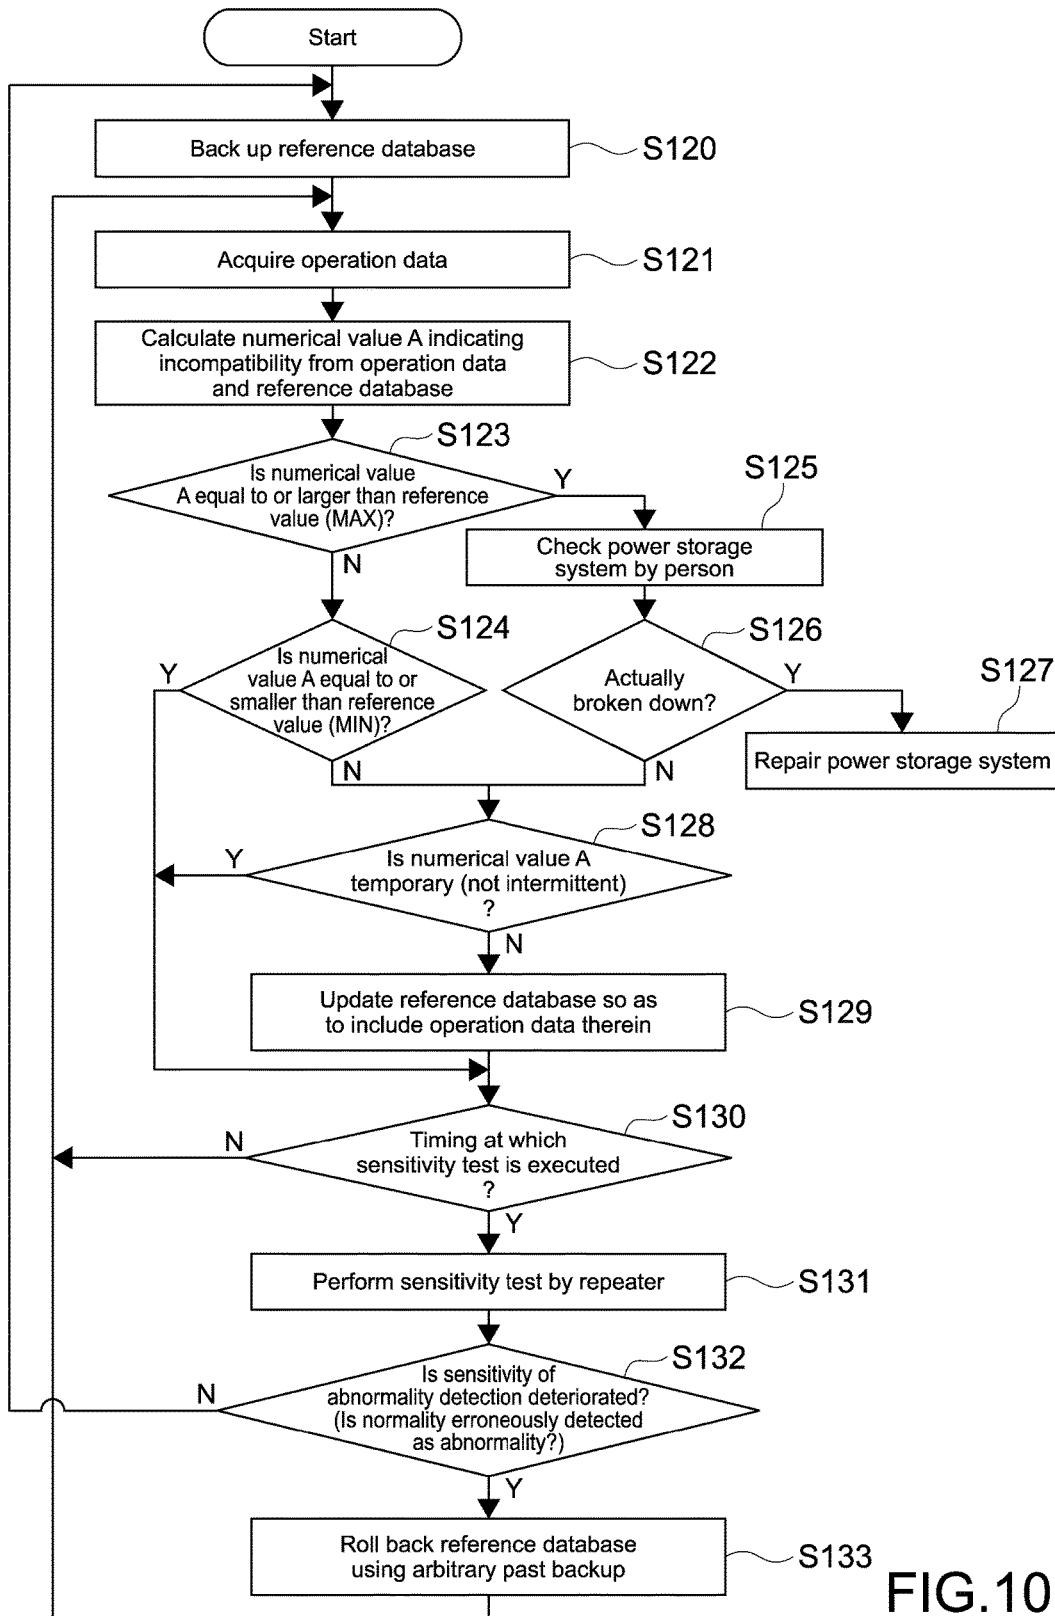 Start
Back up reference database
S120
Acquire operation data
S121
Calculate numerical value A indicating
incompatibility from operation data
and reference database
S122
S123
Is numerical value
A equal to or larger than reference
value (MAX)?
Y
N
S125
Check power storage
system by person
S124
Is numerical
value A equal to or
smaller than reference
value (MIN)?
Y
N
S126
Actually
broken down?
Y
N
S127
Repair power storage system
S128
Is numerical value A
temporary (not intermittent)
?
Y
N
Update reference database so as
to include operation data therein
S129
S130
Timing at which
sensitivity test is executed
?
N
Y
Perform sensitivity test by repeater
S131
S132
Is sensitivity of
abnormality detection deteriorated?
(Is normality erroneously detected
as abnormality?)
N
Y
Roll back reference database
using arbitrary past backup
S133
FIG.10